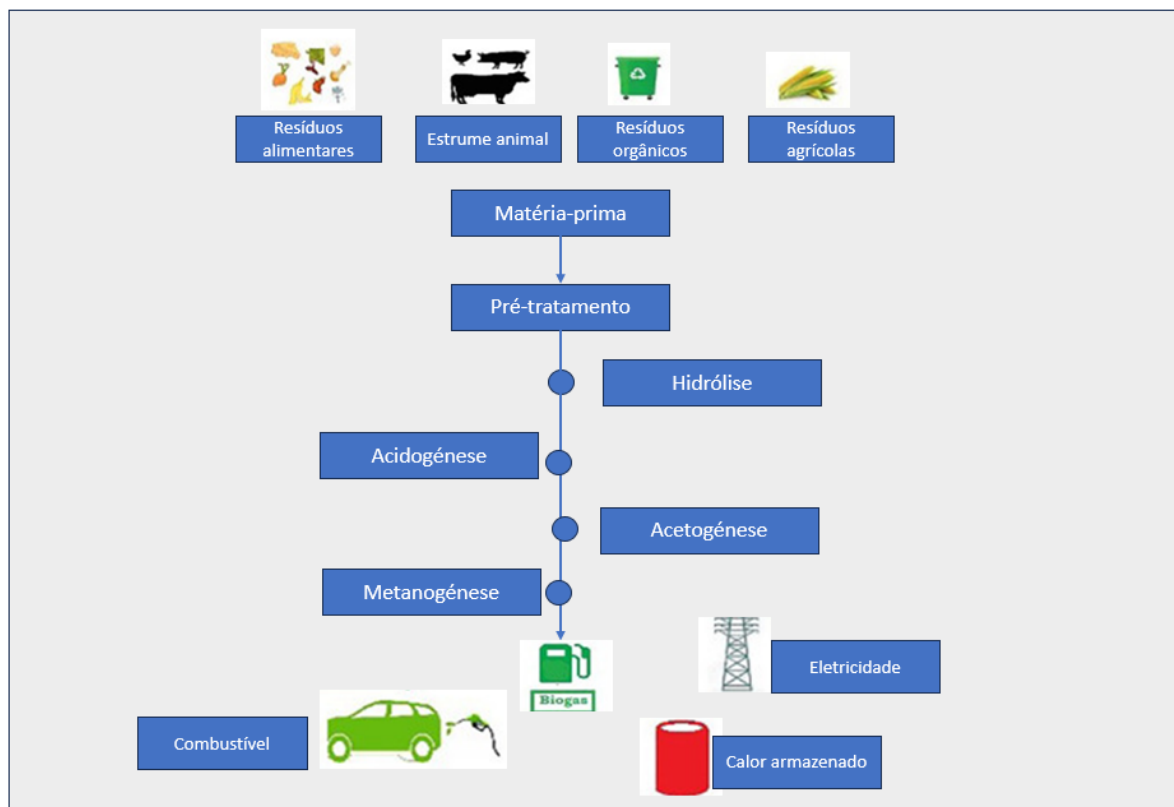 Resíduos
alimentares
Estrume animal
Resíduos
orgânicos
Resíduos
agrícolas
Matéria-prima
Pré-tratamento
Hidrólise
Acidogénese
Acetogénese
Metanogénese
Biogas
Eletricidade
Combustível
Calor armazenado